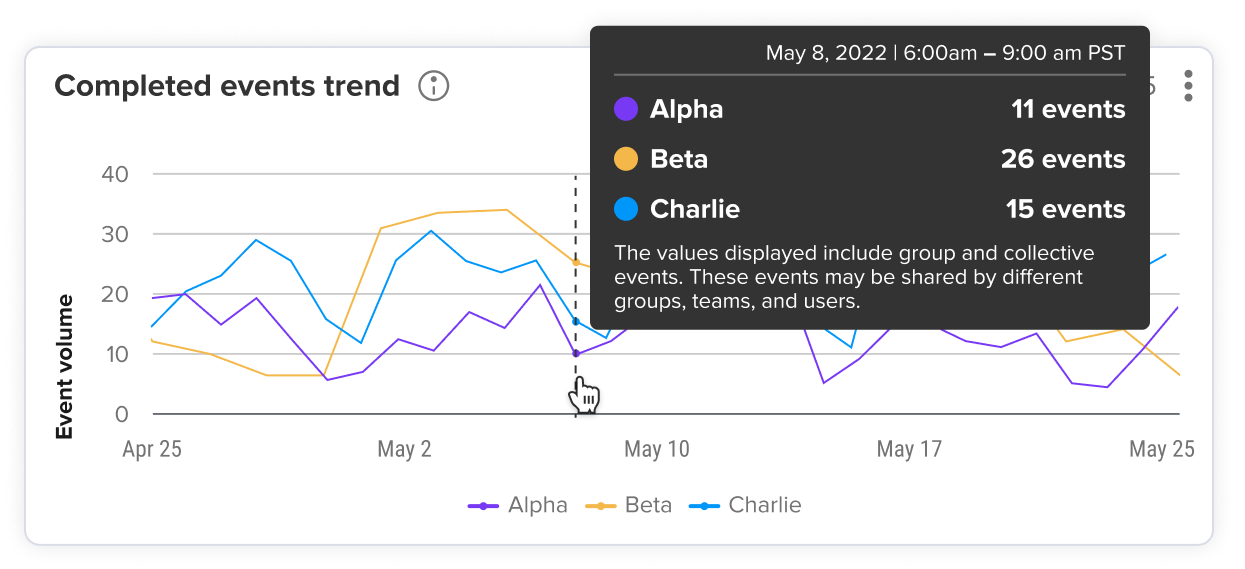 May 8, 2022 | 6:00am – 9:00 am PST
Completed events trend
Alpha 11 events
Beta 26 events
Charlie 15 events
The values displayed include group and collective
events. These events may be shared by different
groups, teams, and users.
Event volume
40
30
20
10
0
Apr 25 May 2 May 10 May 17 May 25
Alpha Beta Charlie